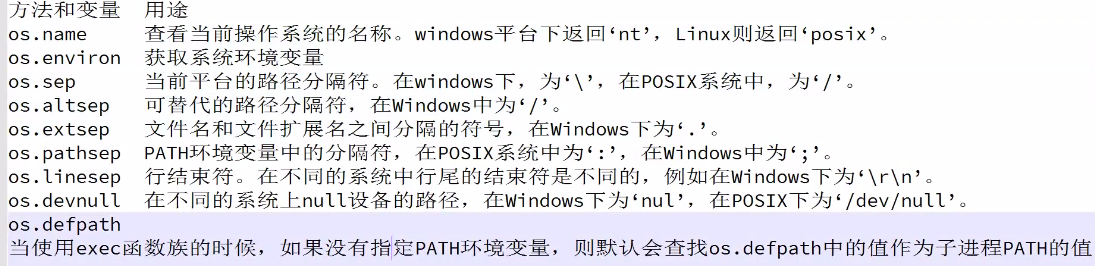 方法和变量 用途
os.name 查看当前操作系统的名称。windows平台下返回‘nt’，Linux则返回‘posix’。
os.environ 获取系统环境变量
os.sep 当前平台的路径分隔符。在windows下，为‘\’，在POSIX系统中，为‘/’。
os.altsep 可替代的路径分隔符，在Windows中为‘/’。
os.extsep 文件名和文件扩展名之间分隔的符号，在Windows下为‘.’。
os.pathsep PATH环境变量中的分隔符，在POSIX系统中为‘:’，在Windows中为‘;’。
os.linesep 行结束符。在不同的系统中行尾的结束符是不同的，例如在Windows下为‘\r\n’。
os.devnull 在不同的系统上null设备的路径，在Windows下为‘nul’，在POSIX下为‘/dev/null’。
os.defpath
当使用exec函数族的时候，如果没有指定PATH环境变量，则默认会查找os.defpath中的值作为子进程PATH的值